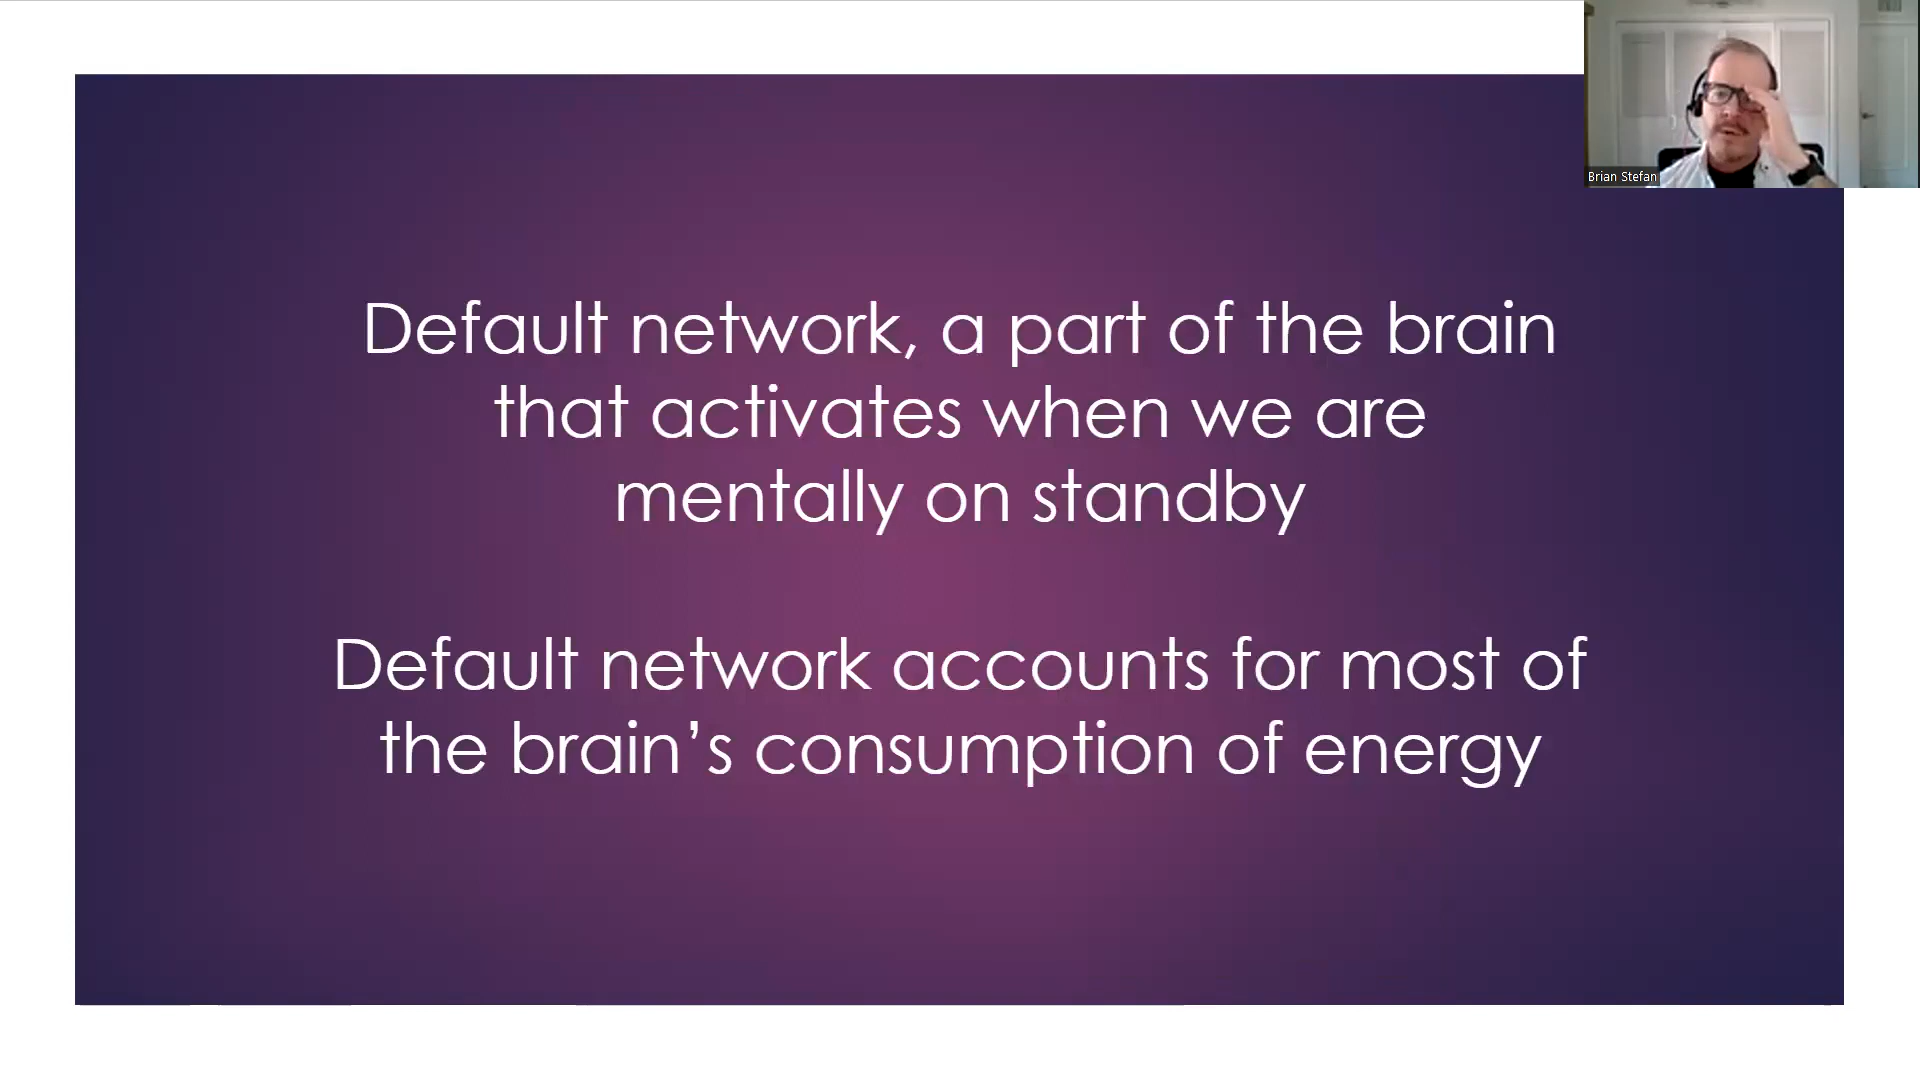 Brian Stefan
Default network, a part of the brain
that activates when we are
mentally on standby
Default network accounts for most of
the brain’s consumption of energy